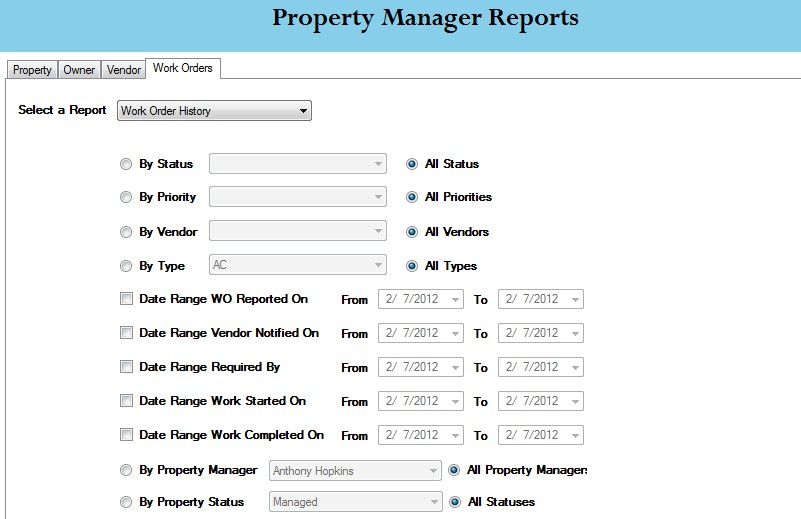 Property Manager Reports
Property Owner Vendor Work Orders
Select a Report Work Order History
By Status All Status
By Priority All Priorities
By Vendor All Vendors
By Type AC All Types
Date Range WO Reported On From 2/ 7/2012 To 2/ 7/2012
Date Range Vendor Notified On From 2/ 7/2012 To 2/ 7/2012
Date Range Required By From 2/ 7/2012 To 2/ 7/2012
Date Range Work Started On From 2/ 7/2012 To 2/ 7/2012
Date Range Work Completed On From 2/ 7/2012 To 2/ 7/2012
By Property Manager Anthony Hopkins All Property Managers
By Property Status Managed All Statuses